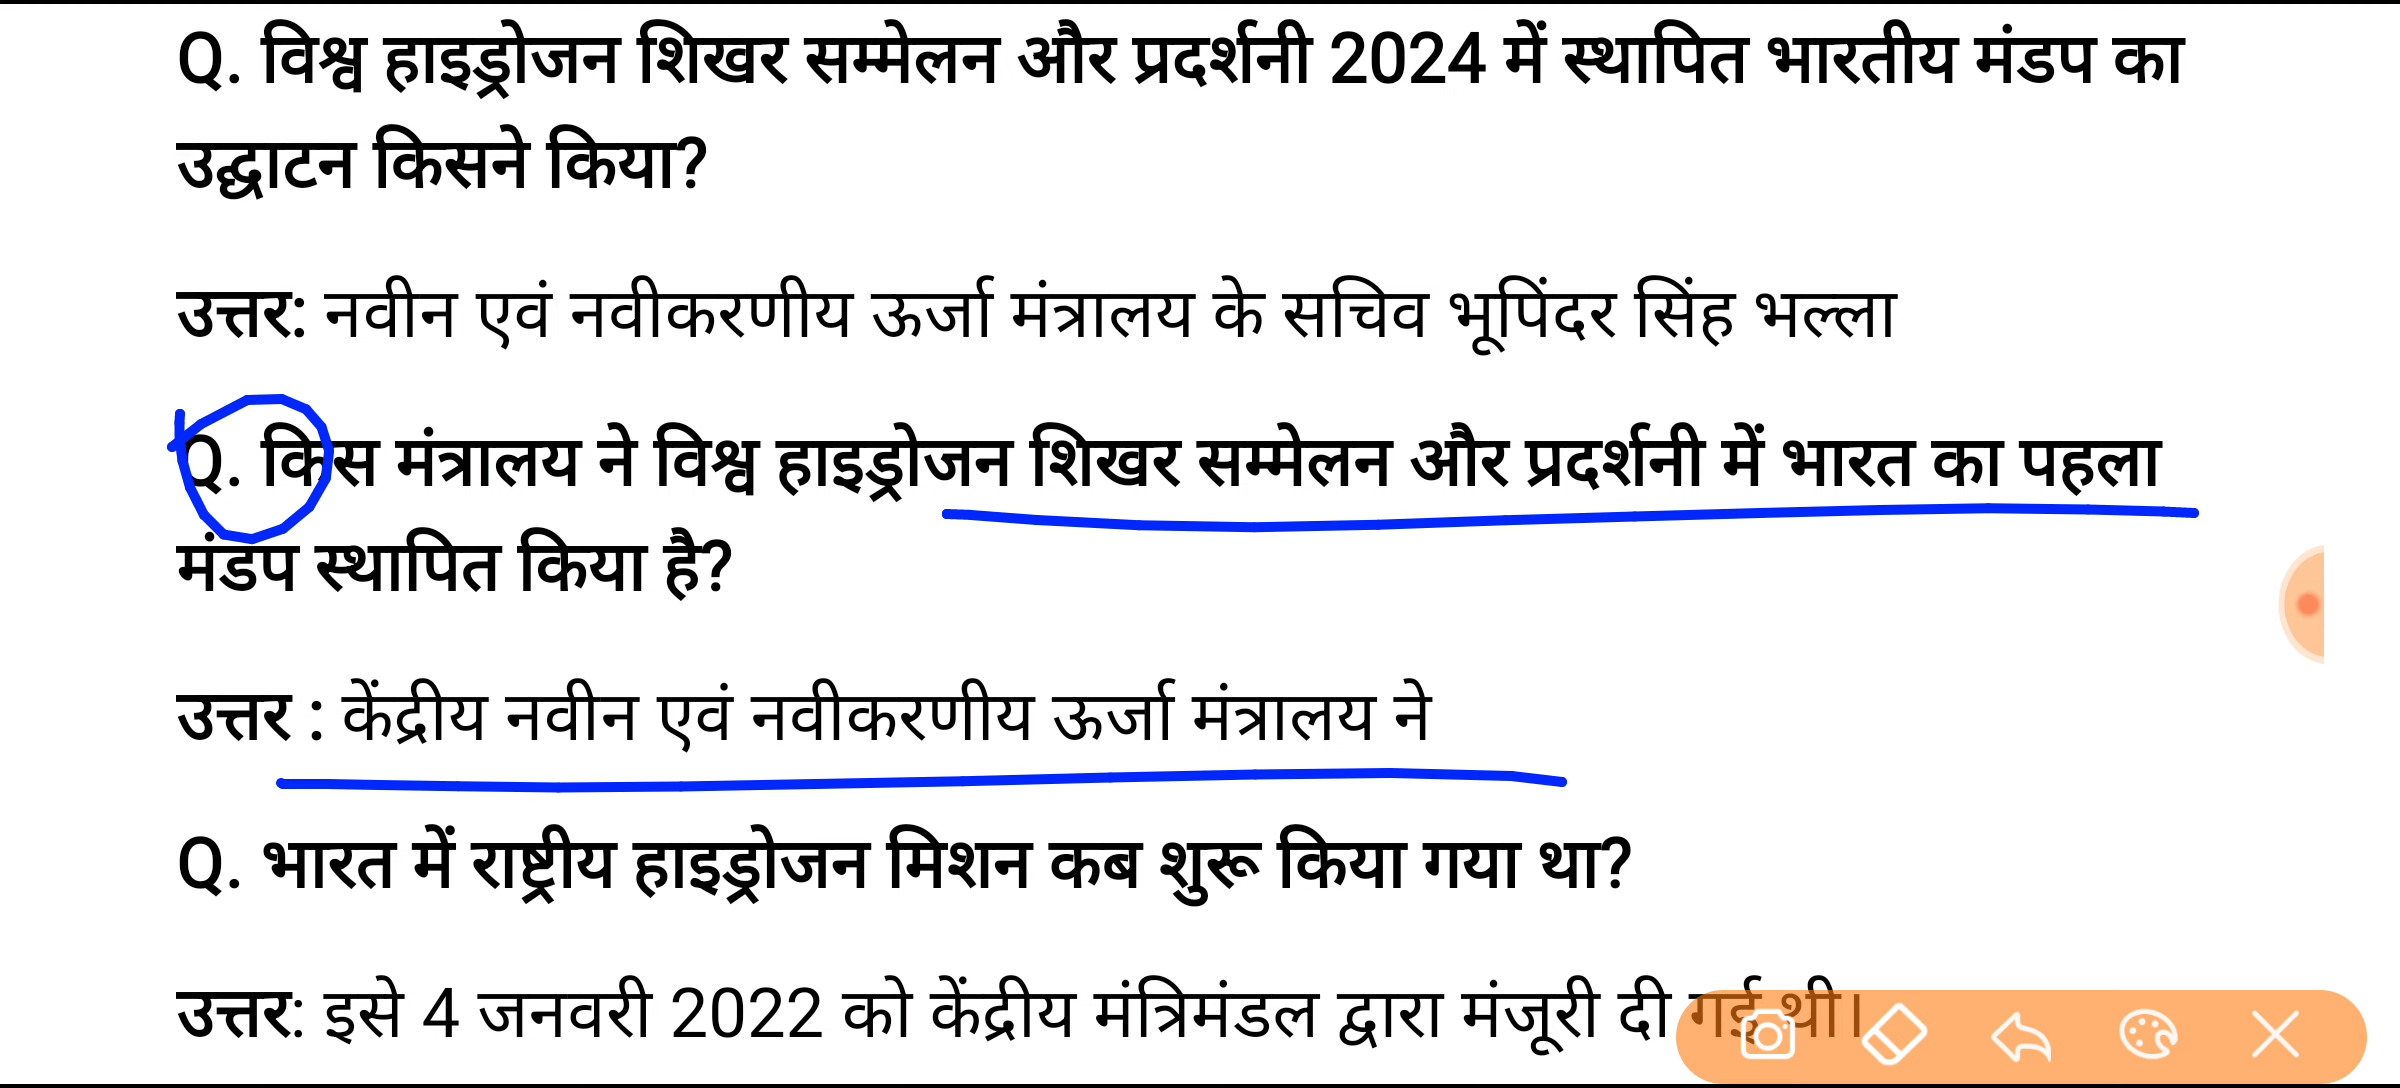 Q. विश्व हाइड्रोजन शिखर सम्मेलन और प्रदर्शनी 2024 में स्थापित भारतीय मंडप का
उद्घाटन किसने किया?
उत्तर: नवीन एवं नवीकरणीय ऊर्जा मंत्रालय के सचिव भूपिंदर सिंह भल्ला
Q. किस मंत्रालय ने विश्व हाइड्रोजन शिखर सम्मेलन और प्रदर्शनी में भारत का पहला
मंडप स्थापित किया है?
उत्तर : केंद्रीय नवीन एवं नवीकरणीय ऊर्जा मंत्रालय ने
Q. भारत में राष्ट्रीय हाइड्रोजन मिशन कब शुरू किया गया था?
उत्तर: इसे 4 जनवरी 2022 को केंद्रीय मंत्रिमंडल द्वारा मंजूरी दी गई थी।